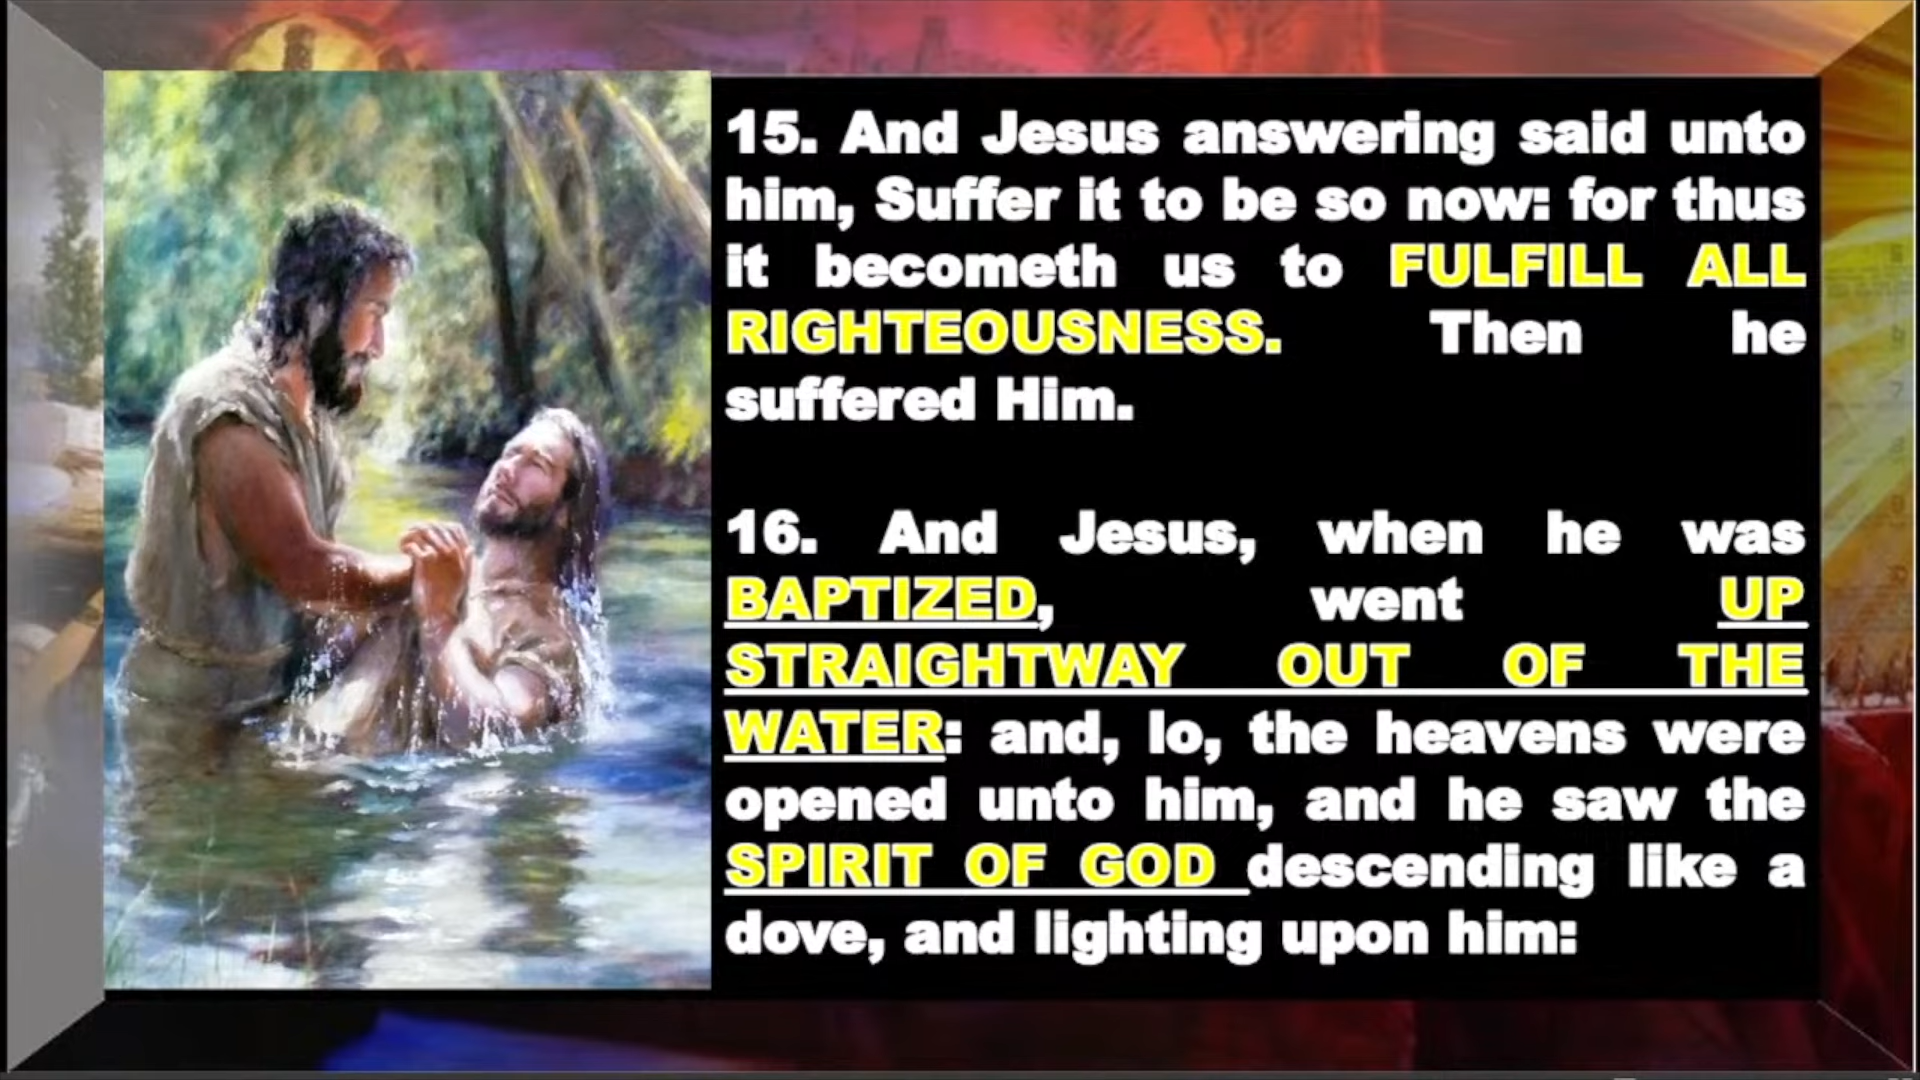 15. And Jesus answering said unto
him, Suffer it to be so now: for thus
it becometh us to FULFILL ALL
RIGHTEOUSNESS. Then he
suffered Him.
16. And Jesus, when he was
BAPTIZED, went UP
STRAIGHTWAY OUT OF THE
WATER: and, lo, the heavens were
opened unto him, and he saw the
SPIRIT OF GOD descending like a
dove, and lighting upon him: